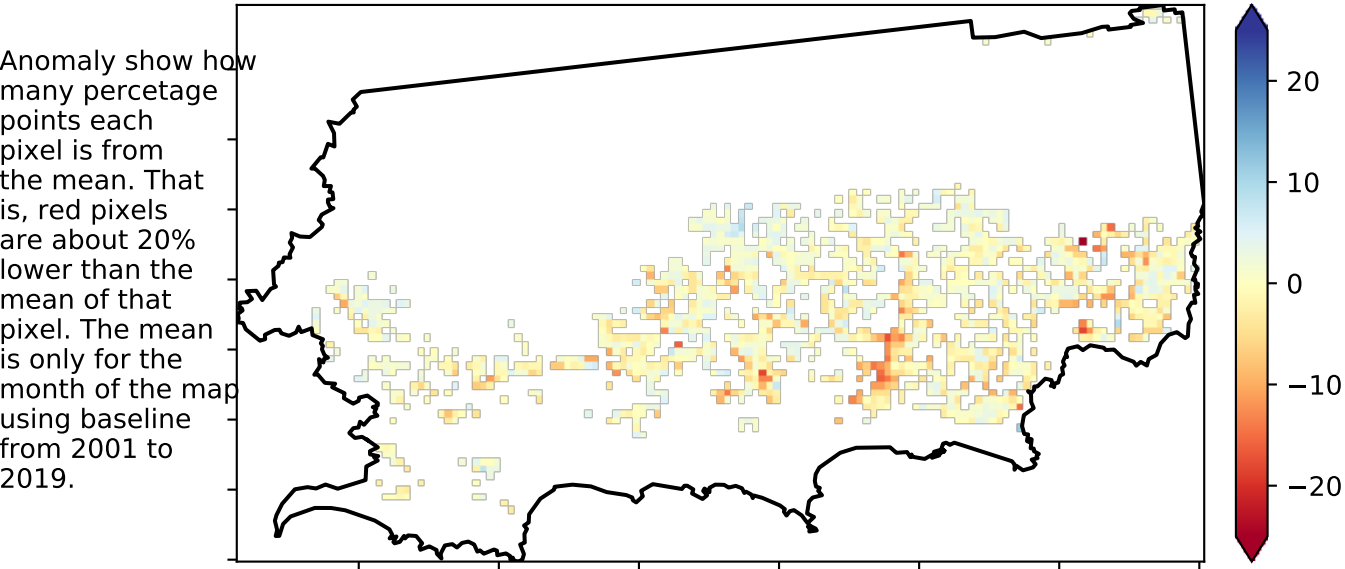 Anomaly show how
many percetage
points each
pixel is from
the mean. That
is, red pixels
are about 20%
lower than the
mean of that
pixel. The mean
is only for the
month of the map
using baseline
from 2001 to
2019.
20
10
0
−10
−20